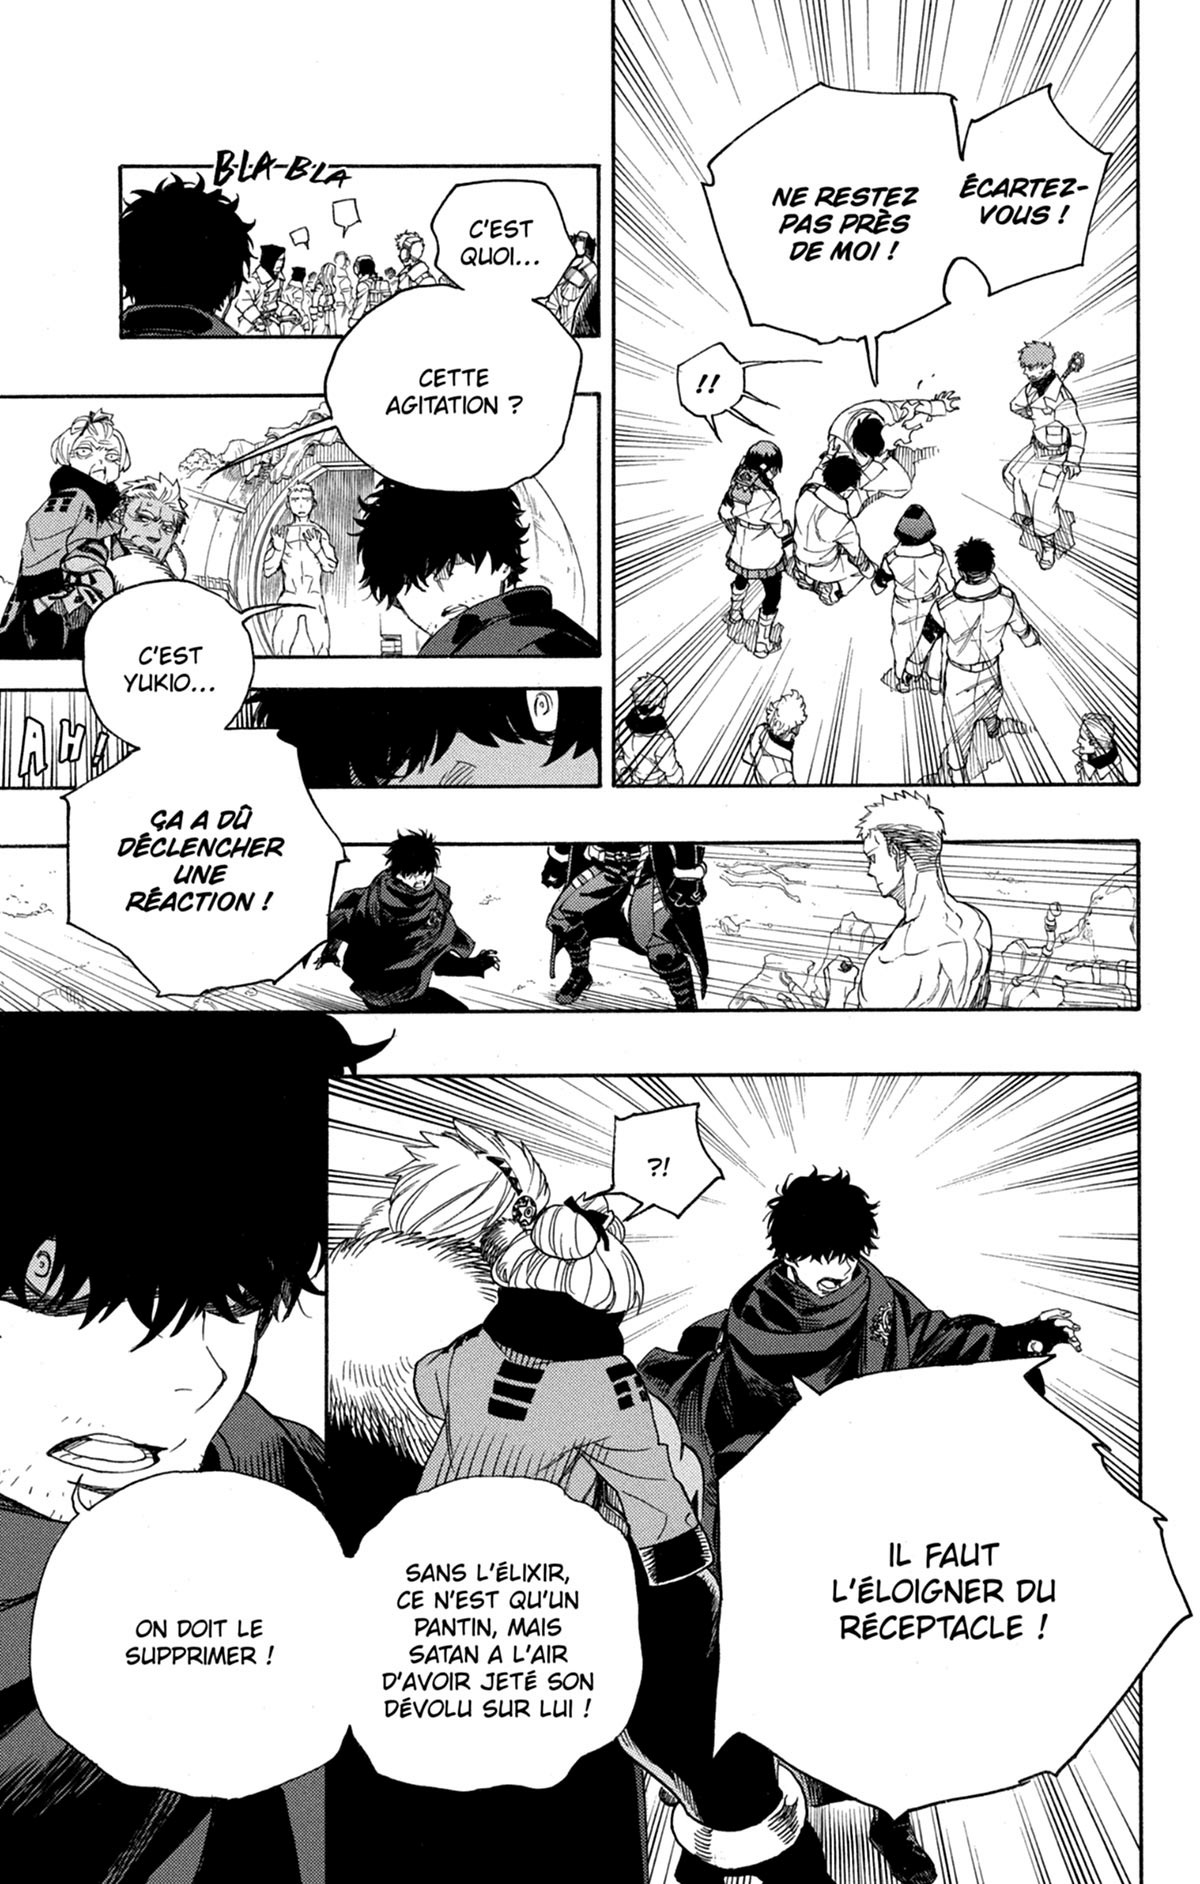 ÉCARTEZ-
VOUS !
NE RESTEZ
PAS PRÈS
DE MOI !
!!
BLA-BLA
C'EST
QUOI...
CETTE
AGITATION ?
C'EST
YUKIO...
AH !
ÇA A DÛ
DÉCLENCHER
UNE
RÉACTION !
?!
IL FAUT
L'ÉLOIGNER DU
RÉCEPTACLE !
SANS L'ÉLIXIR,
CE N'EST QU'UN
PANTIN, MAIS
SATAN A L'AIR
D'AVOIR JETÉ SON
DÉVOLU SUR LUI !
ON DOIT LE
SUPPRIMER !